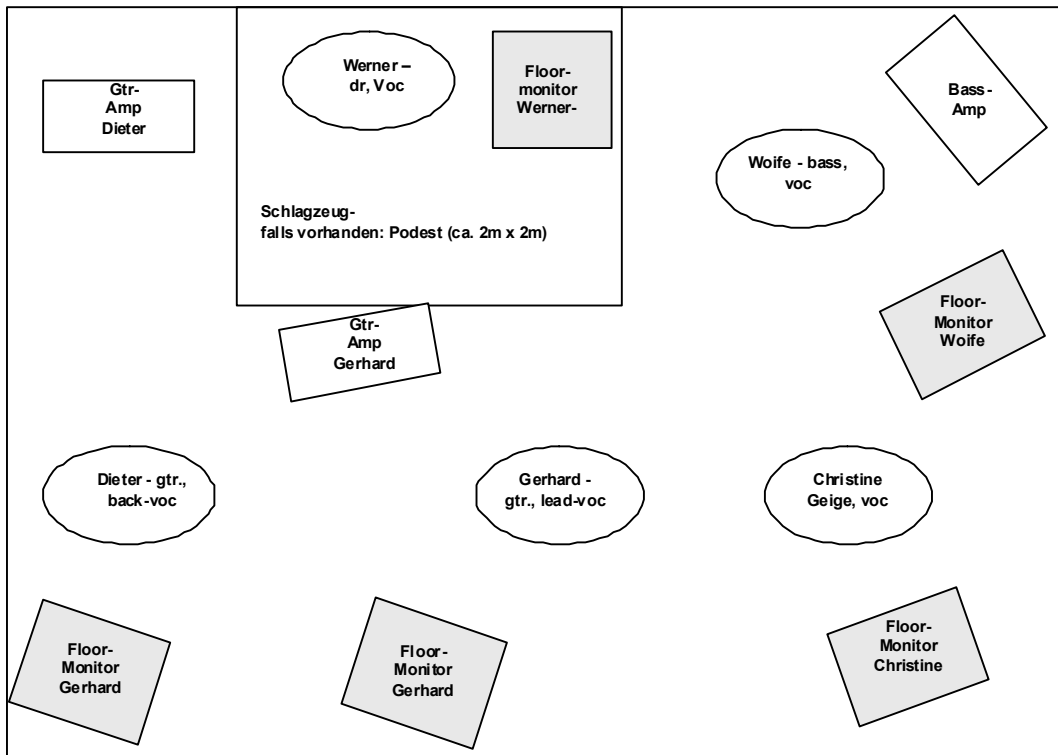 Gtr-
Amp
Dieter
Werner –
dr, Voc
Floor-
monitor
Werner-
Bass-
Amp
Woife - bass,
voc
Schlagzeug-
falls vorhanden: Podest (ca. 2m x 2m)
Gtr-
Amp
Gerhard
Floor-
Monitor
Woife
Dieter - gtr.,
back-voc
Gerhard -
gtr., lead-voc
Christine
Geige, voc
Floor-
Monitor
Gerhard
Floor-
Monitor
Gerhard
Floor-
Monitor
Christine